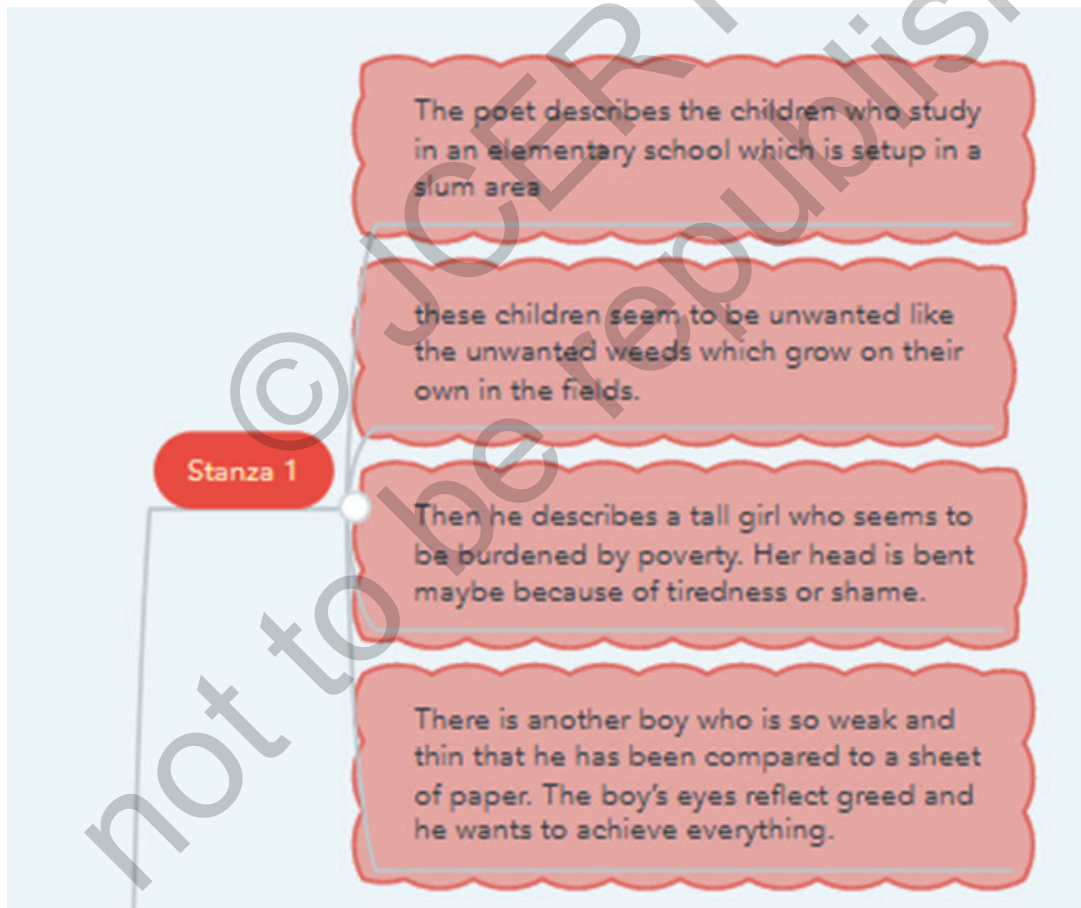 Stanza 1
The poet describes the children who study
in an elementary school which is setup in a
slum area
these children seem to be unwanted like
the unwanted weeds which grow on their
own in the fields.
Then he describes a tall girl who seems to
be burdened by poverty. Her head is bent
maybe because of tiredness or shame.
There is another boy who is so weak and
thin that he has been compared to a sheet
of paper. The boy's eyes reflect greed and
he wants to achieve everything.
© JCER
not to be republis